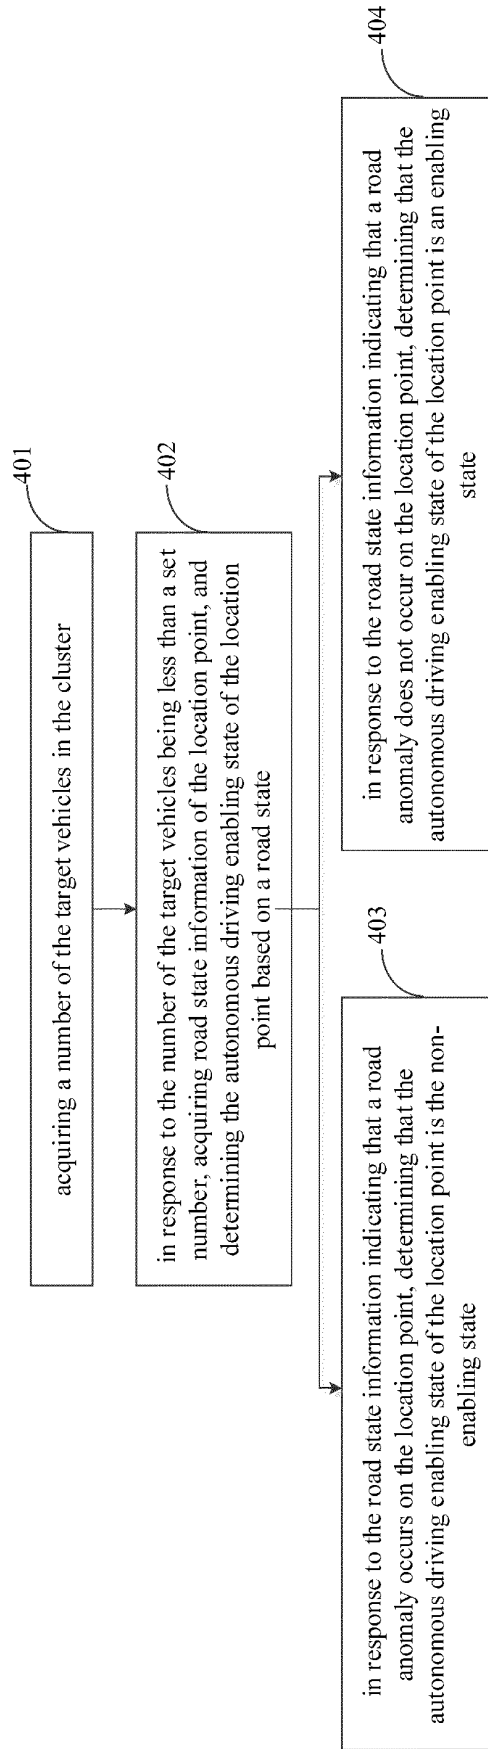 401
acquiring a number of the target vehicles in the cluster
402
in response to the number of the target vehicles being less than a set
number, acquiring road state information of the location point, and
determining the autonomous driving enabling state of the location
point based on a road state
403
in response to the road state information indicating that a road
anomaly occurs on the location point, determining that the
autonomous driving enabling state of the location point is the non-
enabling state
404
in response to the road state information indicating that a road
anomaly does not occur on the location point, determining that the
autonomous driving enabling state of the location point is an enabling
state